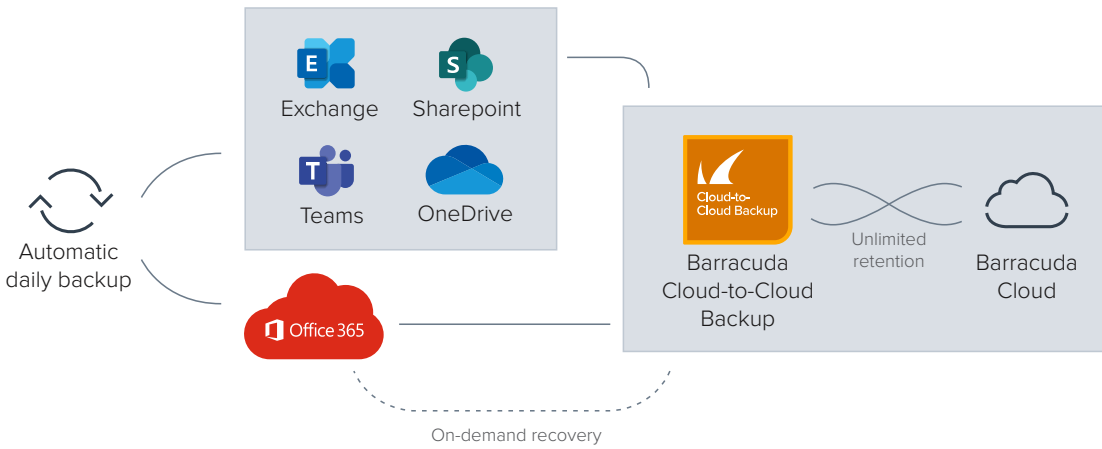 E
Exchange
S
Sharepoint
T
Teams
OneDrive
Automatic
daily backup
Office 365
Cloud-to-
Cloud Backup
Barracuda
Cloud-to-Cloud
Backup
Unlimited
retention
Barracuda
Cloud
On-demand recovery